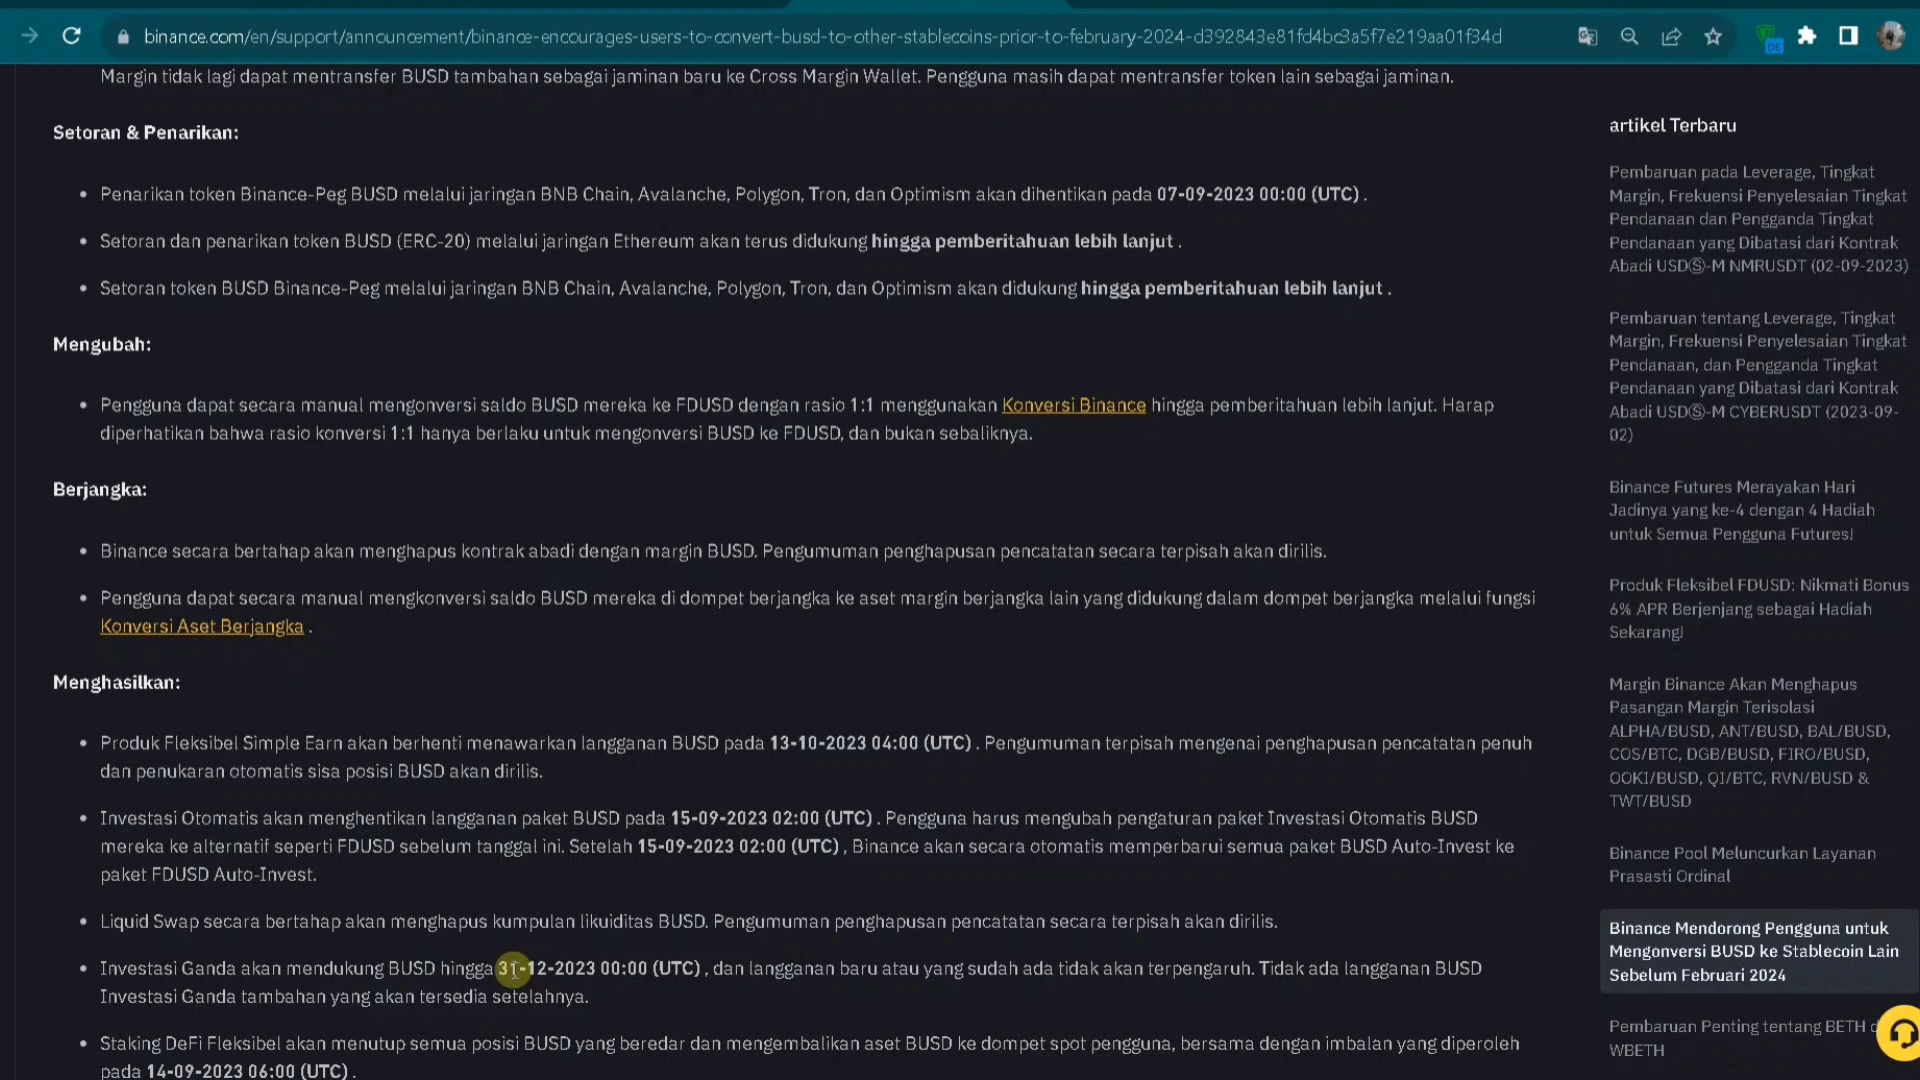 binance.com/en/support/announcement/binance-encourages-users-to-convert-busd-to-other-stablecoins-prior-to-february-2024-d392843e81fd4bc3a5f7e219aa01f34d
DE
Margin tidak lagi dapat mentransfer BUSD tambahan sebagai jaminan baru ke Cross Margin Wallet. Pengguna masih dapat mentransfer token lain sebagai jaminan.
Setoran & Penarikan:
• Penarikan token Binance-Peg BUSD melalui jaringan BNB Chain, Avalanche, Polygon, Tron, dan Optimism akan dihentikan pada 07-09-2023 00:00 (UTC) .
• Setoran dan penarikan token BUSD (ERC-20) melalui jaringan Ethereum akan terus didukung hingga pemberitahuan lebih lanjut .
• Setoran token BUSD Binance-Peg melalui jaringan BNB Chain, Avalanche, Polygon, Tron, dan Optimism akan didukung hingga pemberitahuan lebih lanjut .
Mengubah:
• Pengguna dapat secara manual mengonversi saldo BUSD mereka ke FDUSD dengan rasio 1:1 menggunakan Konversi Binance hingga pemberitahuan lebih lanjut. Harap
diperhatikan bahwa rasio konversi 1:1 hanya berlaku untuk mengonversi BUSD ke FDUSD, dan bukan sebaliknya.
Berjangka:
• Binance secara bertahap akan menghapus kontrak abadi dengan margin BUSD. Pengumuman penghapusan pencatatan secara terpisah akan dirilis.
• Pengguna dapat secara manual mengkonversi saldo BUSD mereka di dompet berjangka ke aset margin berjangka lain yang didukung dalam dompet berjangka melalui fungsi
Konversi Aset Berjangka .
Menghasilkan:
• Produk Fleksibel Simple Earn akan berhenti menawarkan langganan BUSD pada 13-10-2023 04:00 (UTC) . Pengumuman terpisah mengenai penghapusan pencatatan penuh
dan penukaran otomatis sisa posisi BUSD akan dirilis.
• Investasi Otomatis akan menghentikan langganan paket BUSD pada 15-09-2023 02:00 (UTC) . Pengguna harus mengubah pengaturan paket Investasi Otomatis BUSD
mereka ke alternatif seperti FDUSD sebelum tanggal ini. Setelah 15-09-2023 02:00 (UTC) , Binance akan secara otomatis memperbarui semua paket BUSD Auto-Invest ke
paket FDUSD Auto-Invest.
• Liquid Swap secara bertahap akan menghapus kumpulan likuiditas BUSD. Pengumuman penghapusan pencatatan secara terpisah akan dirilis.
• Investasi Ganda akan mendukung BUSD hingga 31-12-2023 00:00 (UTC) , dan langganan baru atau yang sudah ada tidak akan terpengaruh. Tidak ada langganan BUSD
Investasi Ganda tambahan yang akan tersedia setelahnya.
• Staking DeFi Fleksibel akan menutup semua posisi BUSD yang beredar dan mengembalikan aset BUSD ke dompet spot pengguna, bersama dengan imbalan yang diperoleh
pada 14-09-2023 06:00 (UTC) .
artikel Terbaru
Pembaruan pada Leverage, Tingkat
Margin, Frekuensi Penyelesaian Tingkat
Pendanaan dan Pengganda Tingkat
Pendanaan yang Dibatasi dari Kontrak
Abadi USDⓈ-M NMRUSDT (02-09-2023)
Pembaruan tentang Leverage, Tingkat
Margin, Frekuensi Penyelesaian Tingkat
Pendanaan, dan Pengganda Tingkat
Pendanaan yang Dibatasi dari Kontrak
Abadi USDⓈ-M CYBERUSDT (2023-09-
02)
Binance Futures Merayakan Hari
Jadinya yang ke-4 dengan 4 Hadiah
untuk Semua Pengguna Futures!
Produk Fleksibel FDUSD: Nikmati Bonus
6% APR Berjenjang sebagai Hadiah
Sekarang!
Margin Binance Akan Menghapus
Pasangan Margin Terisolasi
ALPHA/BUSD, ANT/BUSD, BAL/BUSD,
COS/BTC, DGB/BUSD, FIRO/BUSD,
OOKI/BUSD, QI/BTC, RVN/BUSD &
TWT/BUSD
Binance Pool Meluncurkan Layanan
Prasasti Ordinal
Binance Mendorong Pengguna untuk
Mengonversi BUSD ke Stablecoin Lain
Sebelum Februari 2024
Pembaruan Penting tentang BETH
WBETH